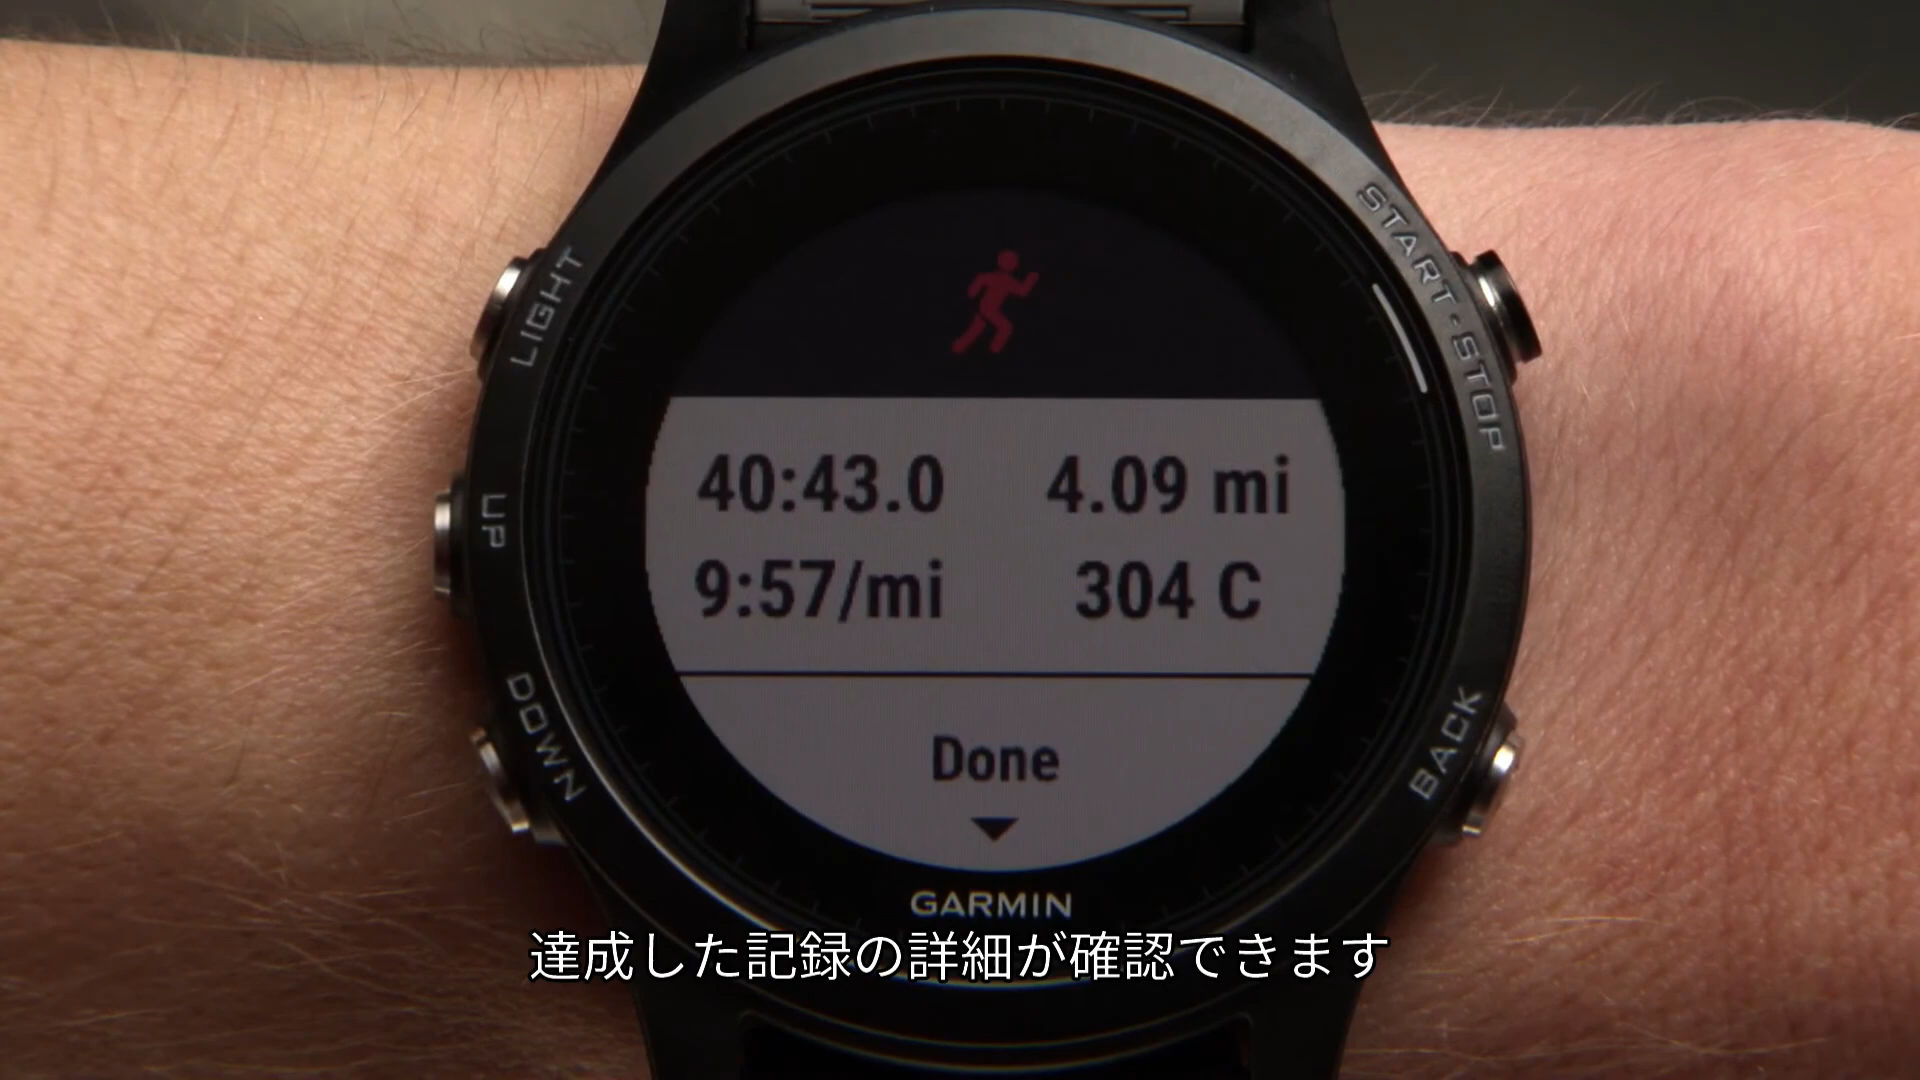 LIGHT
START·STOP
40:43.0 4.09 mi
UP
9:57/mi 304 C
DOWN
Done
BACK
GARMIN
達成した記録の詳細が確認できます